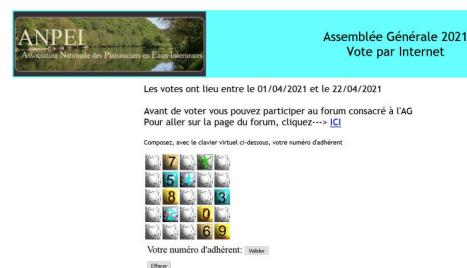 ANPEI
Association Nationale des Plaisanciers en Eaux Intérieures
Assemblée Générale 2021
Vote par Internet
Les votes ont lieu entre le 01/04/2021 et le 22/04/2021
Avant de voter vous pouvez participer au forum consacré à l'AG
Pour aller sur la page du forum, cliquez---> ICI
Composez, avec le clavier virtuel ci-dessous, votre numéro d'adhérent
7
5
8 3
2 0
6 9
Votre numéro d'adhérent: Valider
Effacer